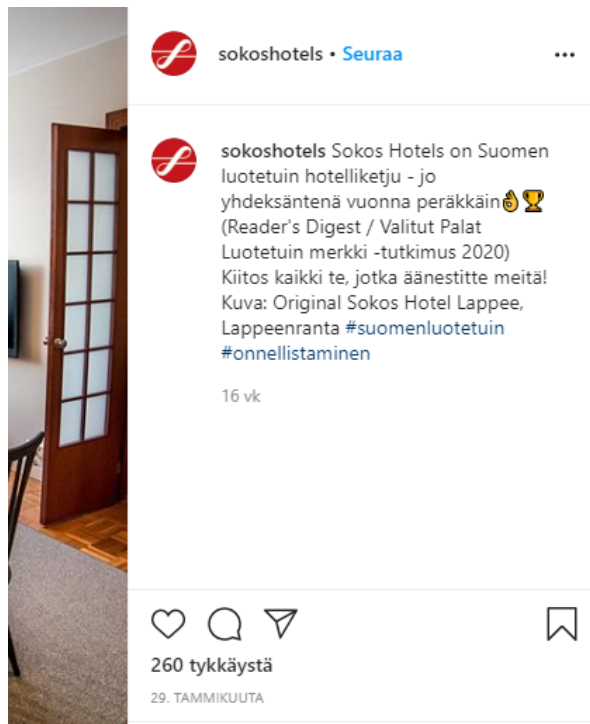 sokoshotels • Seuraa
sokoshotels Sokos Hotels on Suomen
luotetuin hotelliketju - jo
yhdeksäntenä vuonna peräkkäin👌🏆
(Reader's Digest / Valitut Palat
Luotetuin merkki -tutkimus 2020)
Kiitos kaikki te, jotka äänestitte meitä!
Kuva: Original Sokos Hotel Lappee,
Lappeenranta #suomenluotetuin
#onnellistaminen
16 vk
260 tykkäystä
29. TAMMIKUUTA